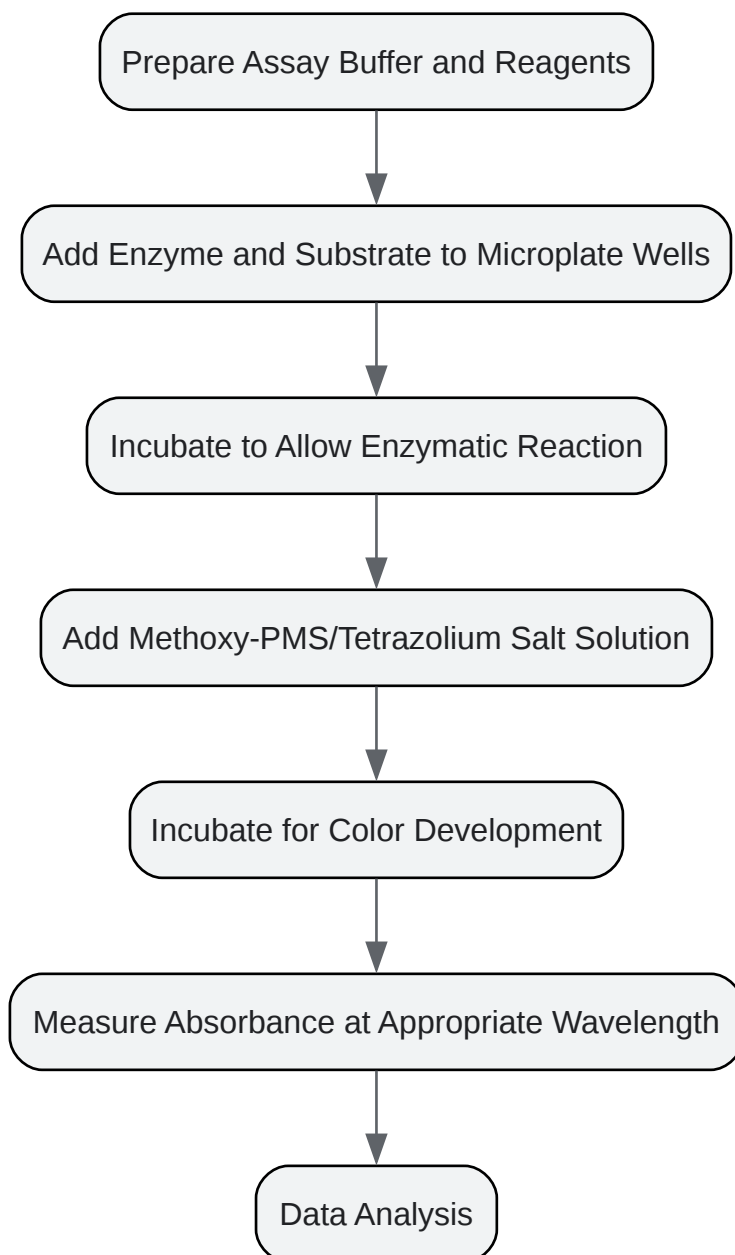 Prepare Assay Buffer and Reagents
Add Enzyme and Substrate to Microplate Wells
Incubate to Allow Enzymatic Reaction
Add Methoxy-PMS/Tetrazolium Salt Solution
Incubate for Color Development
Measure Absorbance at Appropriate Wavelength
Data Analysis